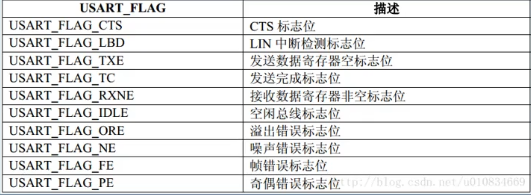 USART_FLAG 描述
USART_FLAG_CTS CTS 标志位
USART_FLAG_LBD LIN 中断检测标志位
USART_FLAG_TXE 发送数据寄存器空标志位
USART_FLAG_TC 发送完成标志位
USART_FLAG_RXNE 接收数据寄存器非空标志位
USART_FLAG_IDLE 空闲总线标志位
USART_FLAG_ORE 溢出错误标志位
USART_FLAG_NE 噪声错误标志位
USART_FLAG_FE 帧错误标志位
USART_FLAG_PE 奇偶错误标志位
http://blog.csdn.net/u010834669